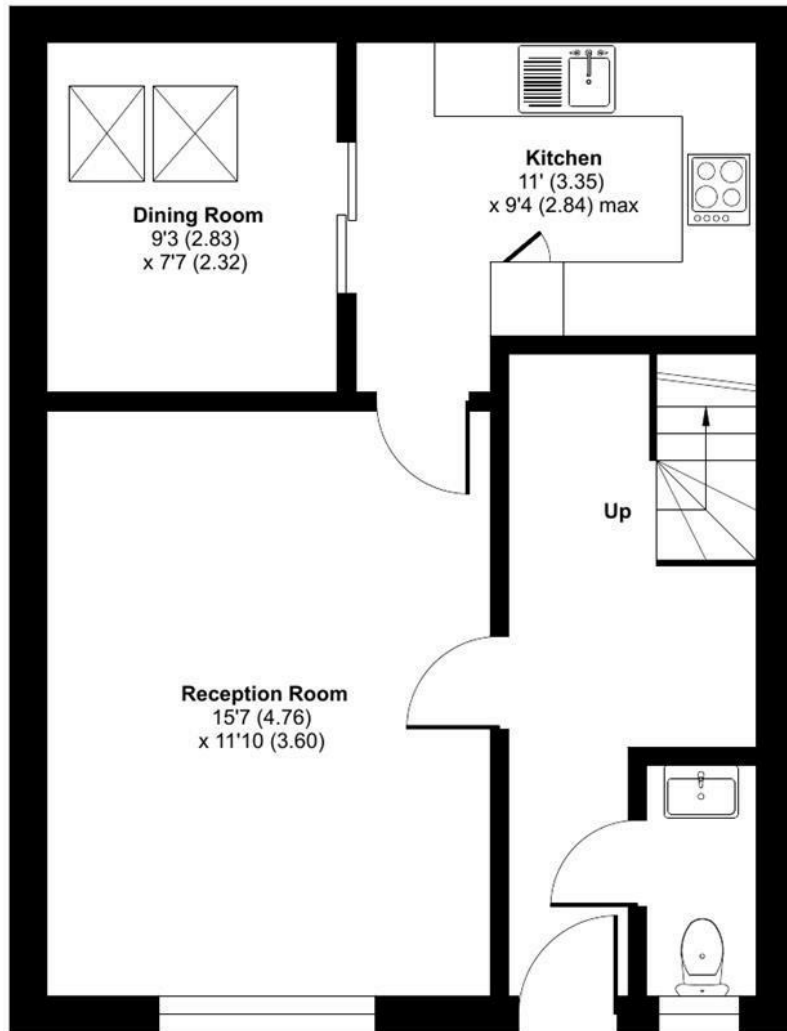 Kitchen
11' (3.35)
x 9'4 (2.84) max
Dining Room
9'3 (2.83)
x 7'7 (2.32)
Up
Reception Room
15'7 (4.76)
x 11'10 (3.60)